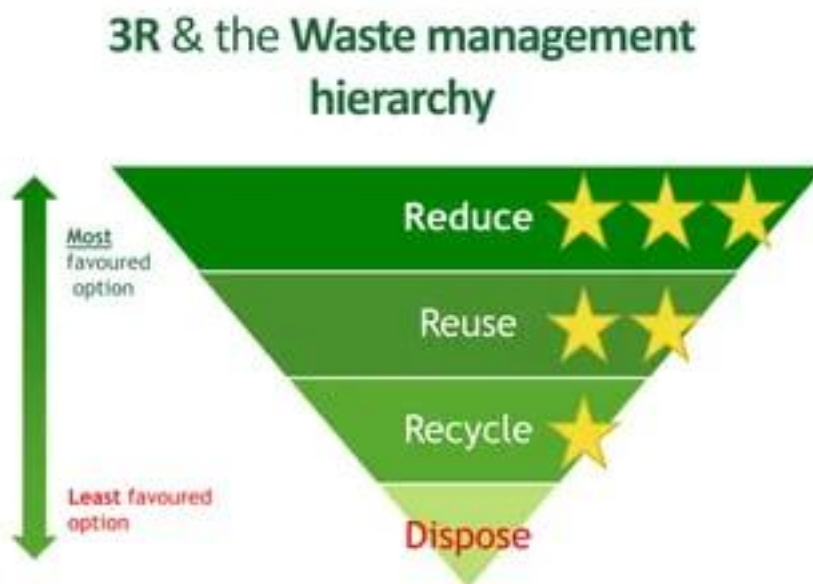 3R & the Waste management
hierarchy
Most
favoured
option
Reduce
Reuse
Recycle
Least favoured
option
Dispose